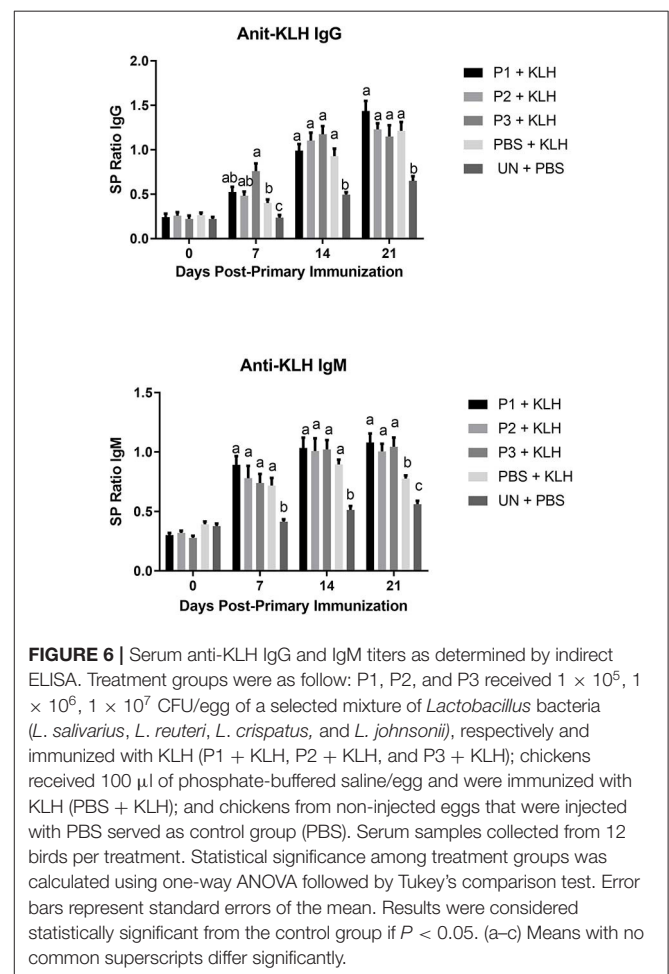 Anit-KLH IgG
SP Ratio IgG
2.0
1.5
1.0
0.5
0.0
ab
ab
a
b
c
a
a
a
a
b
a
a
a
a
b
0
7
14
21
Days Post-Primary Immunization
P1 + KLH
P2 + KLH
P3 + KLH
PBS + KLH
UN + PBS
Anti-KLH IgM
SP Ratio IgM
1.5
1.0
0.5
0.0
a
a
a
a
b
a
a
a
a
b
a
a
a
b
c
0
7
14
21
Days Post-Primary Immunization
P1 + KLH
P2 + KLH
P3 + KLH
PBS + KLH
UN + PBS
FIGURE 6 | Serum anti-KLH IgG and IgM titers as determined by indirect
ELISA. Treatment groups were as follow: P1, P2, and P3 received 1 × 10⁵, 1
× 10⁶, 1 × 10⁷ CFU/egg of a selected mixture of Lactobacillus bacteria
(L. salivarius, L. reuteri, L. crispatus, and L. johnsonii), respectively and
immunized with KLH (P1 + KLH, P2 + KLH, and P3 + KLH); chickens
received 100 μl of phosphate-buffered saline/egg and were immunized with
KLH (PBS + KLH); and chickens from non-injected eggs that were injected
with PBS served as control group (PBS). Serum samples collected from 12
birds per treatment. Statistical significance among treatment groups was
calculated using one-way ANOVA followed by Tukey's comparison test. Error
bars represent standard errors of the mean. Results were considered
statistically significant from the control group if P < 0.05. (a–c) Means with no
common superscripts differ significantly.